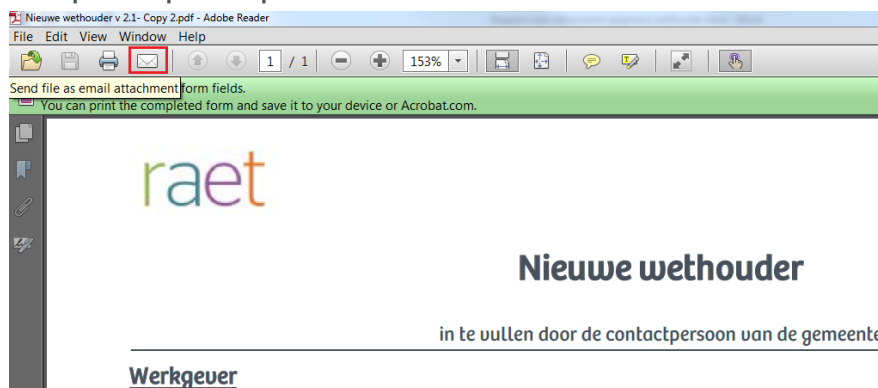 Nieuwe wethouder v 2.1- Copy 2.pdf - Adobe Reader
File Edit View Window Help
1 / 1 153%
Send file as email attachment form fields.
You can print the completed form and save it to your device or Acrobat.com.
raet
Nieuwe wethouder
in te vullen door de contactpersoon van de gemeente
Werkgever